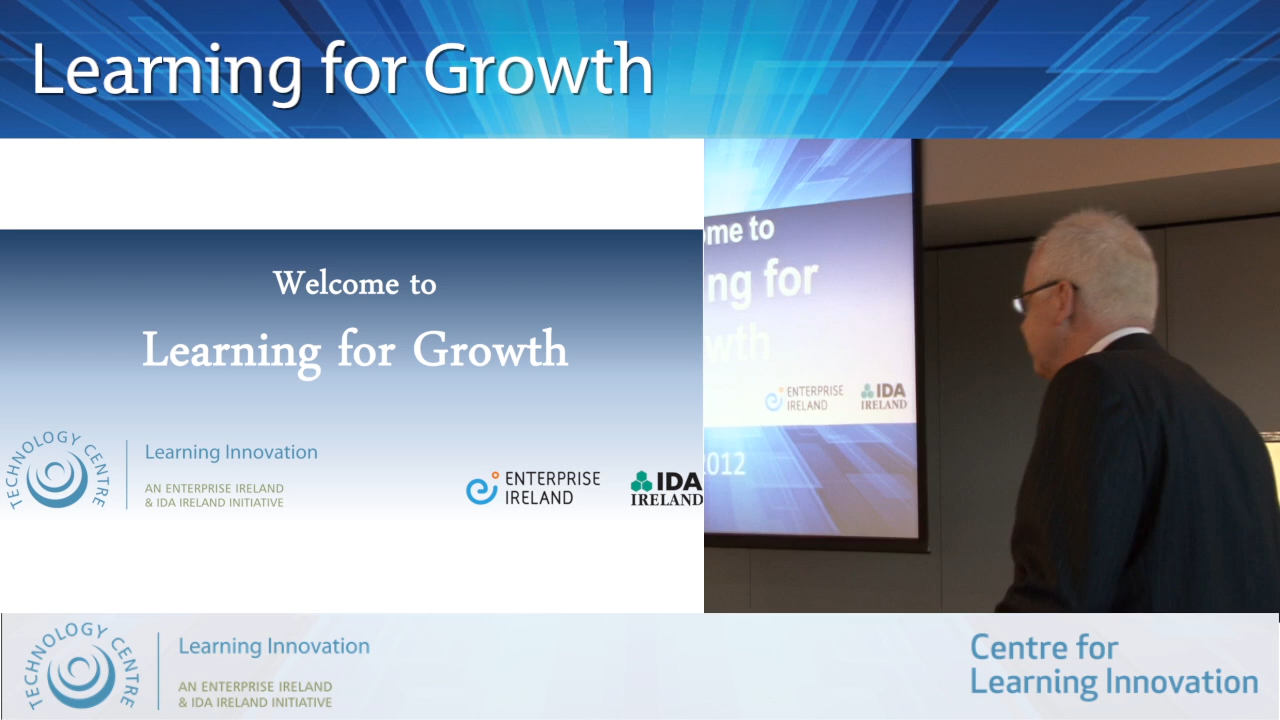 Learning for Growth
Welcome to
Learning for Growth
TECHNOLOGY CENTRE
Learning Innovation
AN ENTERPRISE IRELAND
& IDA IRELAND INITIATIVE
ENTERPRISE
IRELAND
IDA
IRELAND
ome to
ng for
wth
ENTERPRISE
IRELAND
IDA
IRELAND
2012
TECHNOLOGY CENTRE
Learning Innovation
AN ENTERPRISE IRELAND
& IDA IRELAND INITIATIVE
Centre for
Learning Innovation